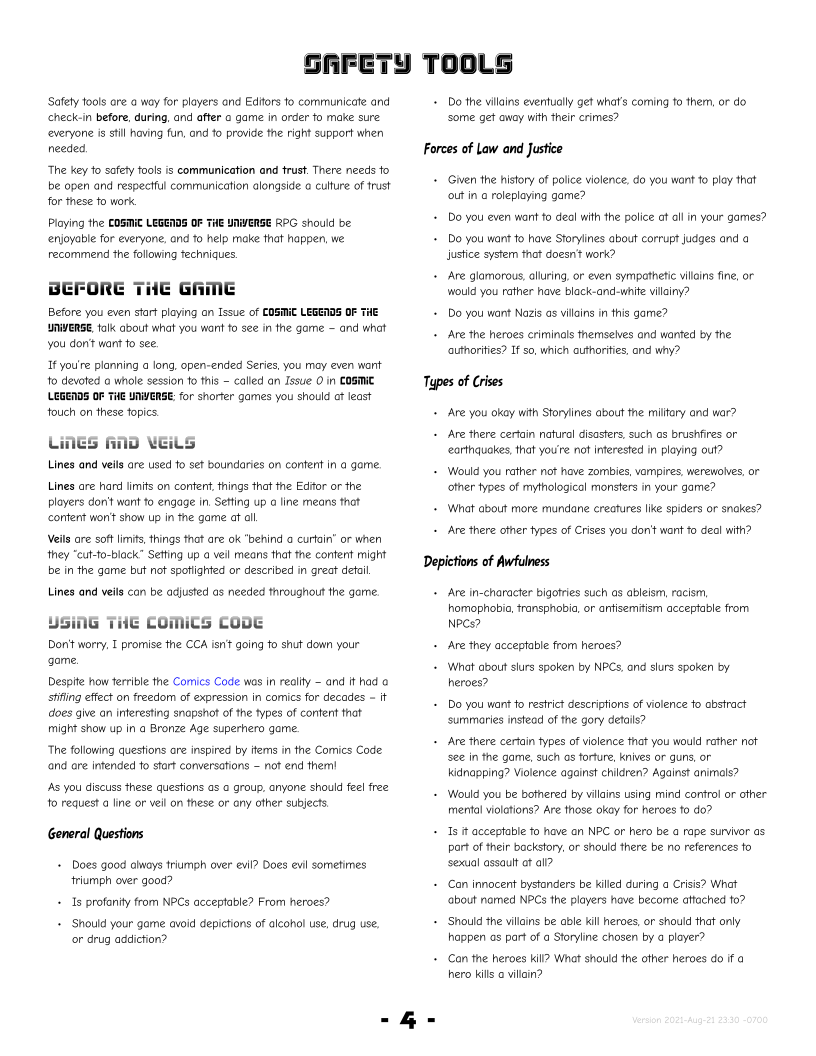 SAFETY TOOLS
Safety tools are a way for players and Editors to communicate and
check-in before, during, and after a game in order to make sure
everyone is still having fun, and to provide the right support when
needed.
The key to safety tools is communication and trust. There needs to
be open and respectful communication alongside a culture of trust
for these to work.
Playing the COSMIC LEGENDS OF THE UNIVERSE RPG should be
enjoyable for everyone, and to help make that happen, we
recommend the following techniques.
BEFORE THE GAME
Before you even start playing an Issue of COSMIC LEGENDS OF THE
UNIVERSE, talk about what you want to see in the game – and what
you don't want to see.
If you're planning a long, open-ended Series, you may even want
to devoted a whole session to this – called an Issue 0 in COSMIC
LEGENDS OF THE UNIVERSE; for shorter games you should at least
touch on these topics.
LINES AND VEILS
Lines and veils are used to set boundaries on content in a game.
Lines are hard limits on content, things that the Editor or the
players don't want to engage in. Setting up a line means that
content won't show up in the game at all.
Veils are soft limits, things that are ok “behind a curtain” or when
they “cut-to-black.” Setting up a veil means that the content might
be in the game but not spotlighted or described in great detail.
Lines and veils can be adjusted as needed throughout the game.
USING THE COMICS CODE
Don't worry, I promise the CCA isn't going to shut down your
game.
Despite how terrible the Comics Code was in reality – and it had a
stifling effect on freedom of expression in comics for decades – it
does give an interesting snapshot of the types of content that
might show up in a Bronze Age superhero game.
The following questions are inspired by items in the Comics Code
and are intended to start conversations – not end them!
As you discuss these questions as a group, anyone should feel free
to request a line or veil on these or any other subjects.
General Questions
• Does good always triumph over evil? Does evil sometimes
triumph over good?
• Is profanity from NPCs acceptable? From heroes?
• Should your game avoid depictions of alcohol use, drug use,
or drug addiction?
• Do the villains eventually get what's coming to them, or do
some get away with their crimes?
Forces of Law and Justice
• Given the history of police violence, do you want to play that
out in a roleplaying game?
• Do you even want to deal with the police at all in your games?
• Do you want to have Storylines about corrupt judges and a
justice system that doesn't work?
• Are glamorous, alluring, or even sympathetic villains fine, or
would you rather have black-and-white villainy?
• Do you want Nazis as villains in this game?
• Are the heroes criminals themselves and wanted by the
authorities? If so, which authorities, and why?
Types of Crises
• Are you okay with Storylines about the military and war?
• Are there certain natural disasters, such as brushfires or
earthquakes, that you're not interested in playing out?
• Would you rather not have zombies, vampires, werewolves, or
other types of mythological monsters in your game?
• What about more mundane creatures like spiders or snakes?
• Are there other types of Crises you don't want to deal with?
Depictions of Awfulness
• Are in-character bigotries such as ableism, racism,
homophobia, transphobia, or antisemitism acceptable from
NPCs?
• Are they acceptable from heroes?
• What about slurs spoken by NPCs, and slurs spoken by
heroes?
• Do you want to restrict descriptions of violence to abstract
summaries instead of the gory details?
• Are there certain types of violence that you would rather not
see in the game, such as torture, knives or guns, or
kidnapping? Violence against children? Against animals?
• Would you be bothered by villains using mind control or other
mental violations? Are those okay for heroes to do?
• Is it acceptable to have an NPC or hero be a rape survivor as
part of their backstory, or should there be no references to
sexual assault at all?
• Can innocent bystanders be killed during a Crisis? What
about named NPCs the players have become attached to?
• Should the villains be able kill heroes, or should that only
happen as part of a Storyline chosen by a player?
• Can the heroes kill? What should the other heroes do if a
hero kills a villain?
- 4 -
Version 2021-Aug-21 23:30 -0700